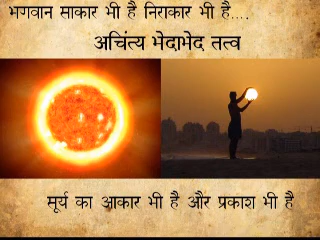 भगवान साकार भी है निराकार भी है....
अचिंत्य भेदाभेद तत्व
सूर्य का आकार भी है और प्रकाश भी है